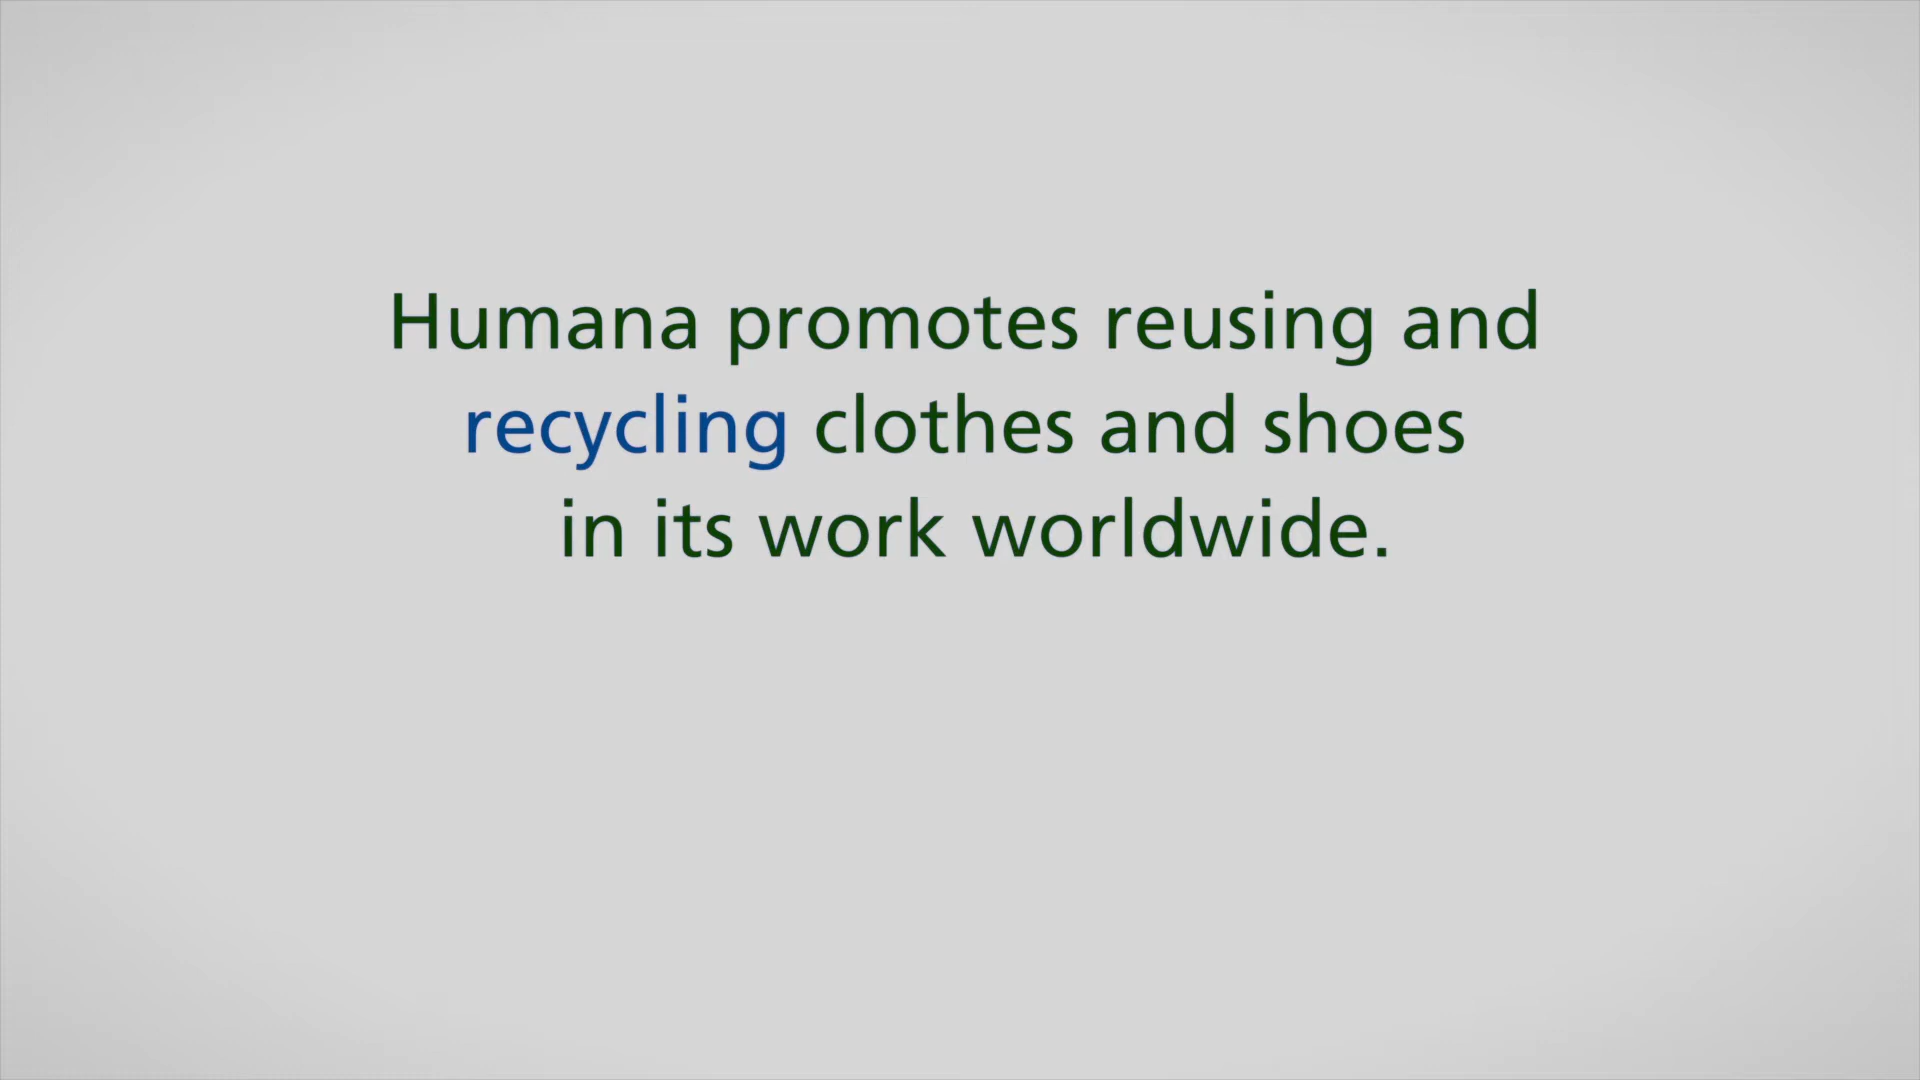 Humana promotes reusing and
recycling clothes and shoes
in its work worldwide.